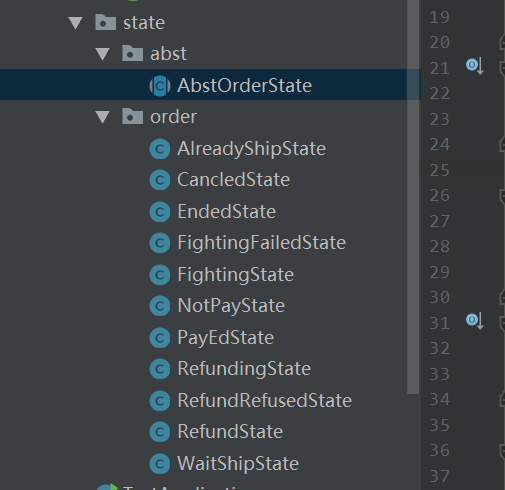 state
abst
AbstOrderState
order
AlreadyShipState
CancledState
EndedState
FightingFailedState
FightingState
NotPayState
PayEdState
RefundingState
RefundRefusedState
RefundState
WaitShipState
19
20
21
22
23
24
25
26
27
28
29
30
31
32
33
34
35
36
37